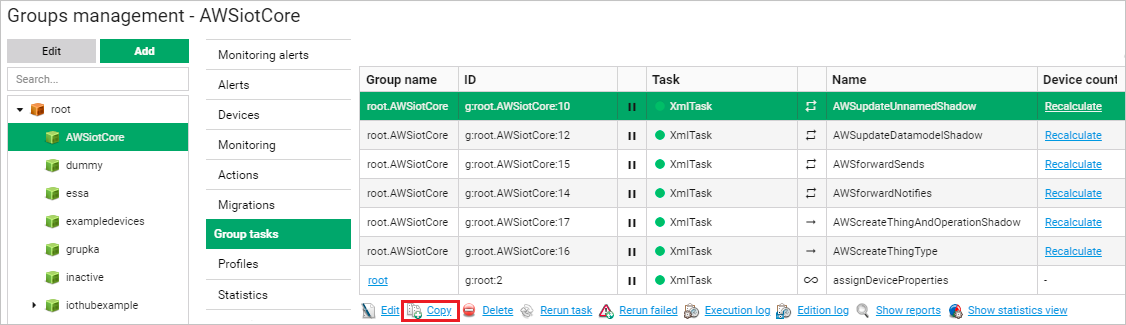 Groups management - AWSiotCore
Edit Add
Search...
root
AWSiotCore
dummy
essa
exampledevices
grupka
inactive
iothubexample
Monitoring alerts
Alerts
Devices
Monitoring
Actions
Migrations
Group tasks
Profiles
Statistics
Group name ID Task Name Device count
root.AWSiotCore g:root.AWSiotCore:10 XmlTask AWSupdateUnnamedShadow Recalculate
root.AWSiotCore g:root.AWSiotCore:12 XmlTask AWSupdateDatamodelShadow Recalculate
root.AWSiotCore g:root.AWSiotCore:15 XmlTask AWSforwardSends Recalculate
root.AWSiotCore g:root.AWSiotCore:14 XmlTask AWSforwardNotifies Recalculate
root.AWSiotCore g:root.AWSiotCore:17 XmlTask AWScreateThingAndOperationShadow Recalculate
root.AWSiotCore g:root.AWSiotCore:16 XmlTask AWScreateThingType Recalculate
root g:root:2 XmlTask assignDeviceProperties -
Edit Copy Delete Rerun task Rerun failed Execution log Edition log Show reports Show statistics view